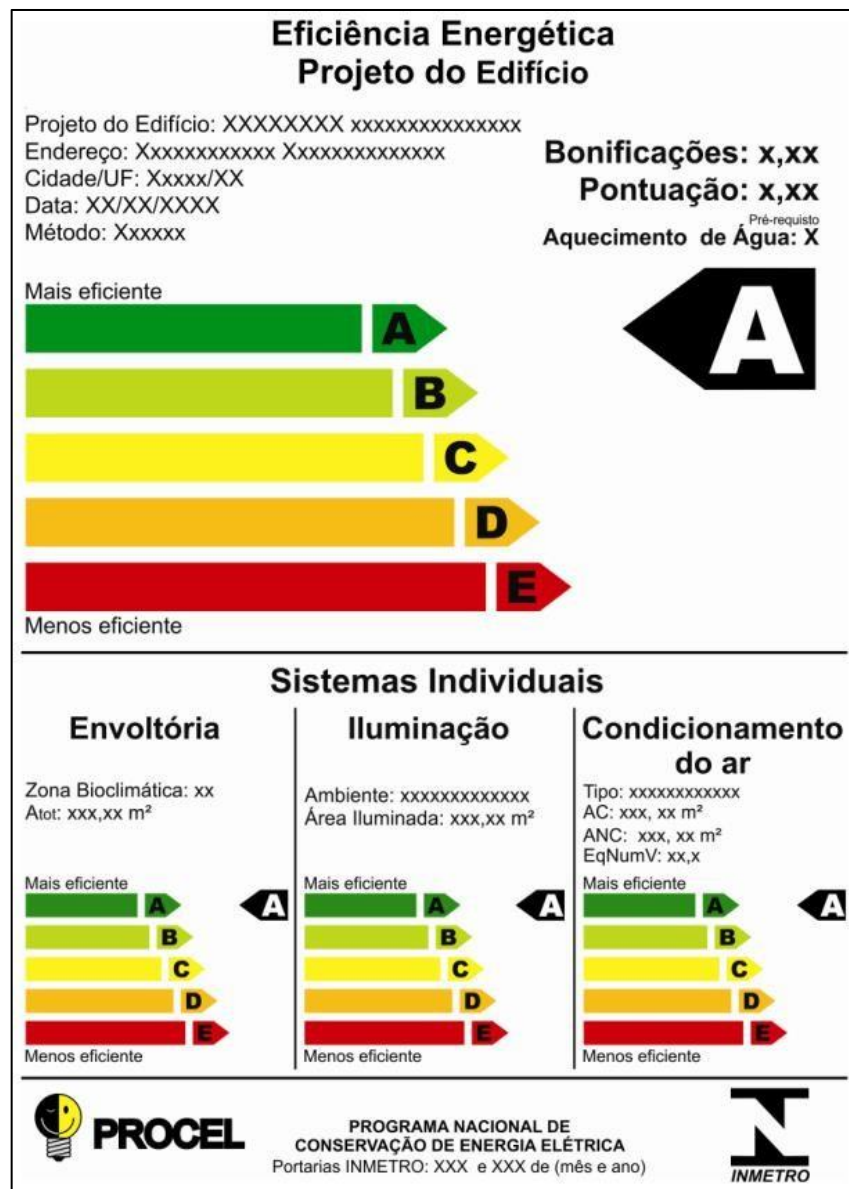 Eficiência Energética
Projeto do Edifício
Projeto do Edifício: XXXXXXXX xxxxxxxxxxxxxxx
Endereço: Xxxxxxxxxxxx Xxxxxxxxxxxxxx
Cidade/UF: Xxxxx/XX
Data: XX/XX/XXXX
Método: Xxxxxx
Bonificações: x,xx
Pontuação: x,xx
Pré-requisto
Aquecimento de Água: X
Mais eficiente
A
A
B
C
D
E
Menos eficiente
Sistemas Individuais
Envoltória
Zona Bioclimática: xx
Atot: xxx,xx m²
Mais eficiente
A
A
B
C
D
E
Menos eficiente
Iluminação
Ambiente: xxxxxxxxxxxxx
Área Iluminada: xxx,xx m²
Mais eficiente
A
A
B
C
D
E
Menos eficiente
Condicionamento
do ar
Tipo: xxxxxxxxxxxx
AC: xxx, xx m²
ANC: xxx, xx m²
EqNumV: xx,x
Mais eficiente
A
A
B
C
D
E
Menos eficiente
PROCEL
PROGRAMA NACIONAL DE
CONSERVAÇÃO DE ENERGIA ELÉTRICA
Portarias INMETRO: XXX e XXX de (mês e ano)
INMETRO